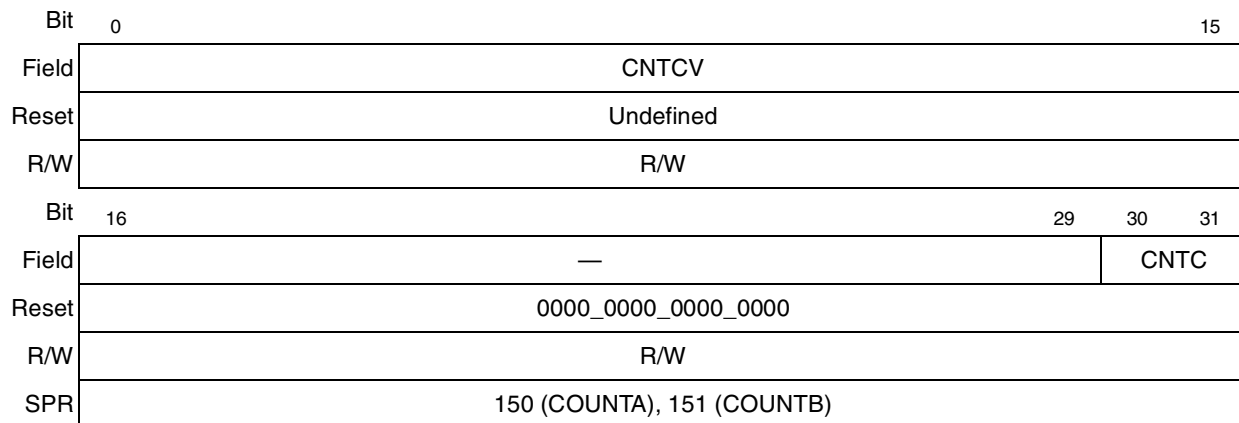 Bit 0 15
Field CNTCV
Reset Undefined
R/W R/W
Bit 16 29 30 31
Field — CNTC
Reset 0000_0000_0000_0000
R/W R/W
SPR 150 (COUNTA), 151 (COUNTB)